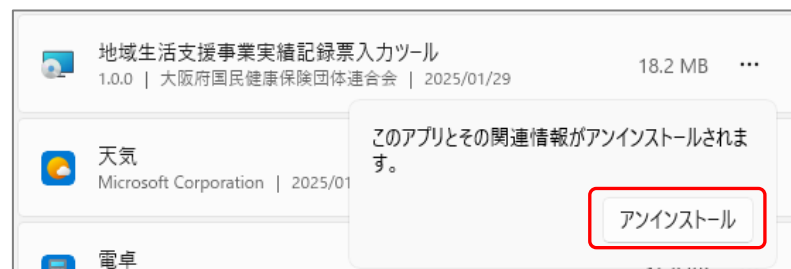 地域生活支援事業実績記録票入力ツール
1.0.0 | 大阪府国民健康保険団体連合会 | 2025/01/29
18.2 MB
このアプリとその関連情報がアンインストールされま
す。
天気
Microsoft Corporation | 2025/01
アンインストール
電卓